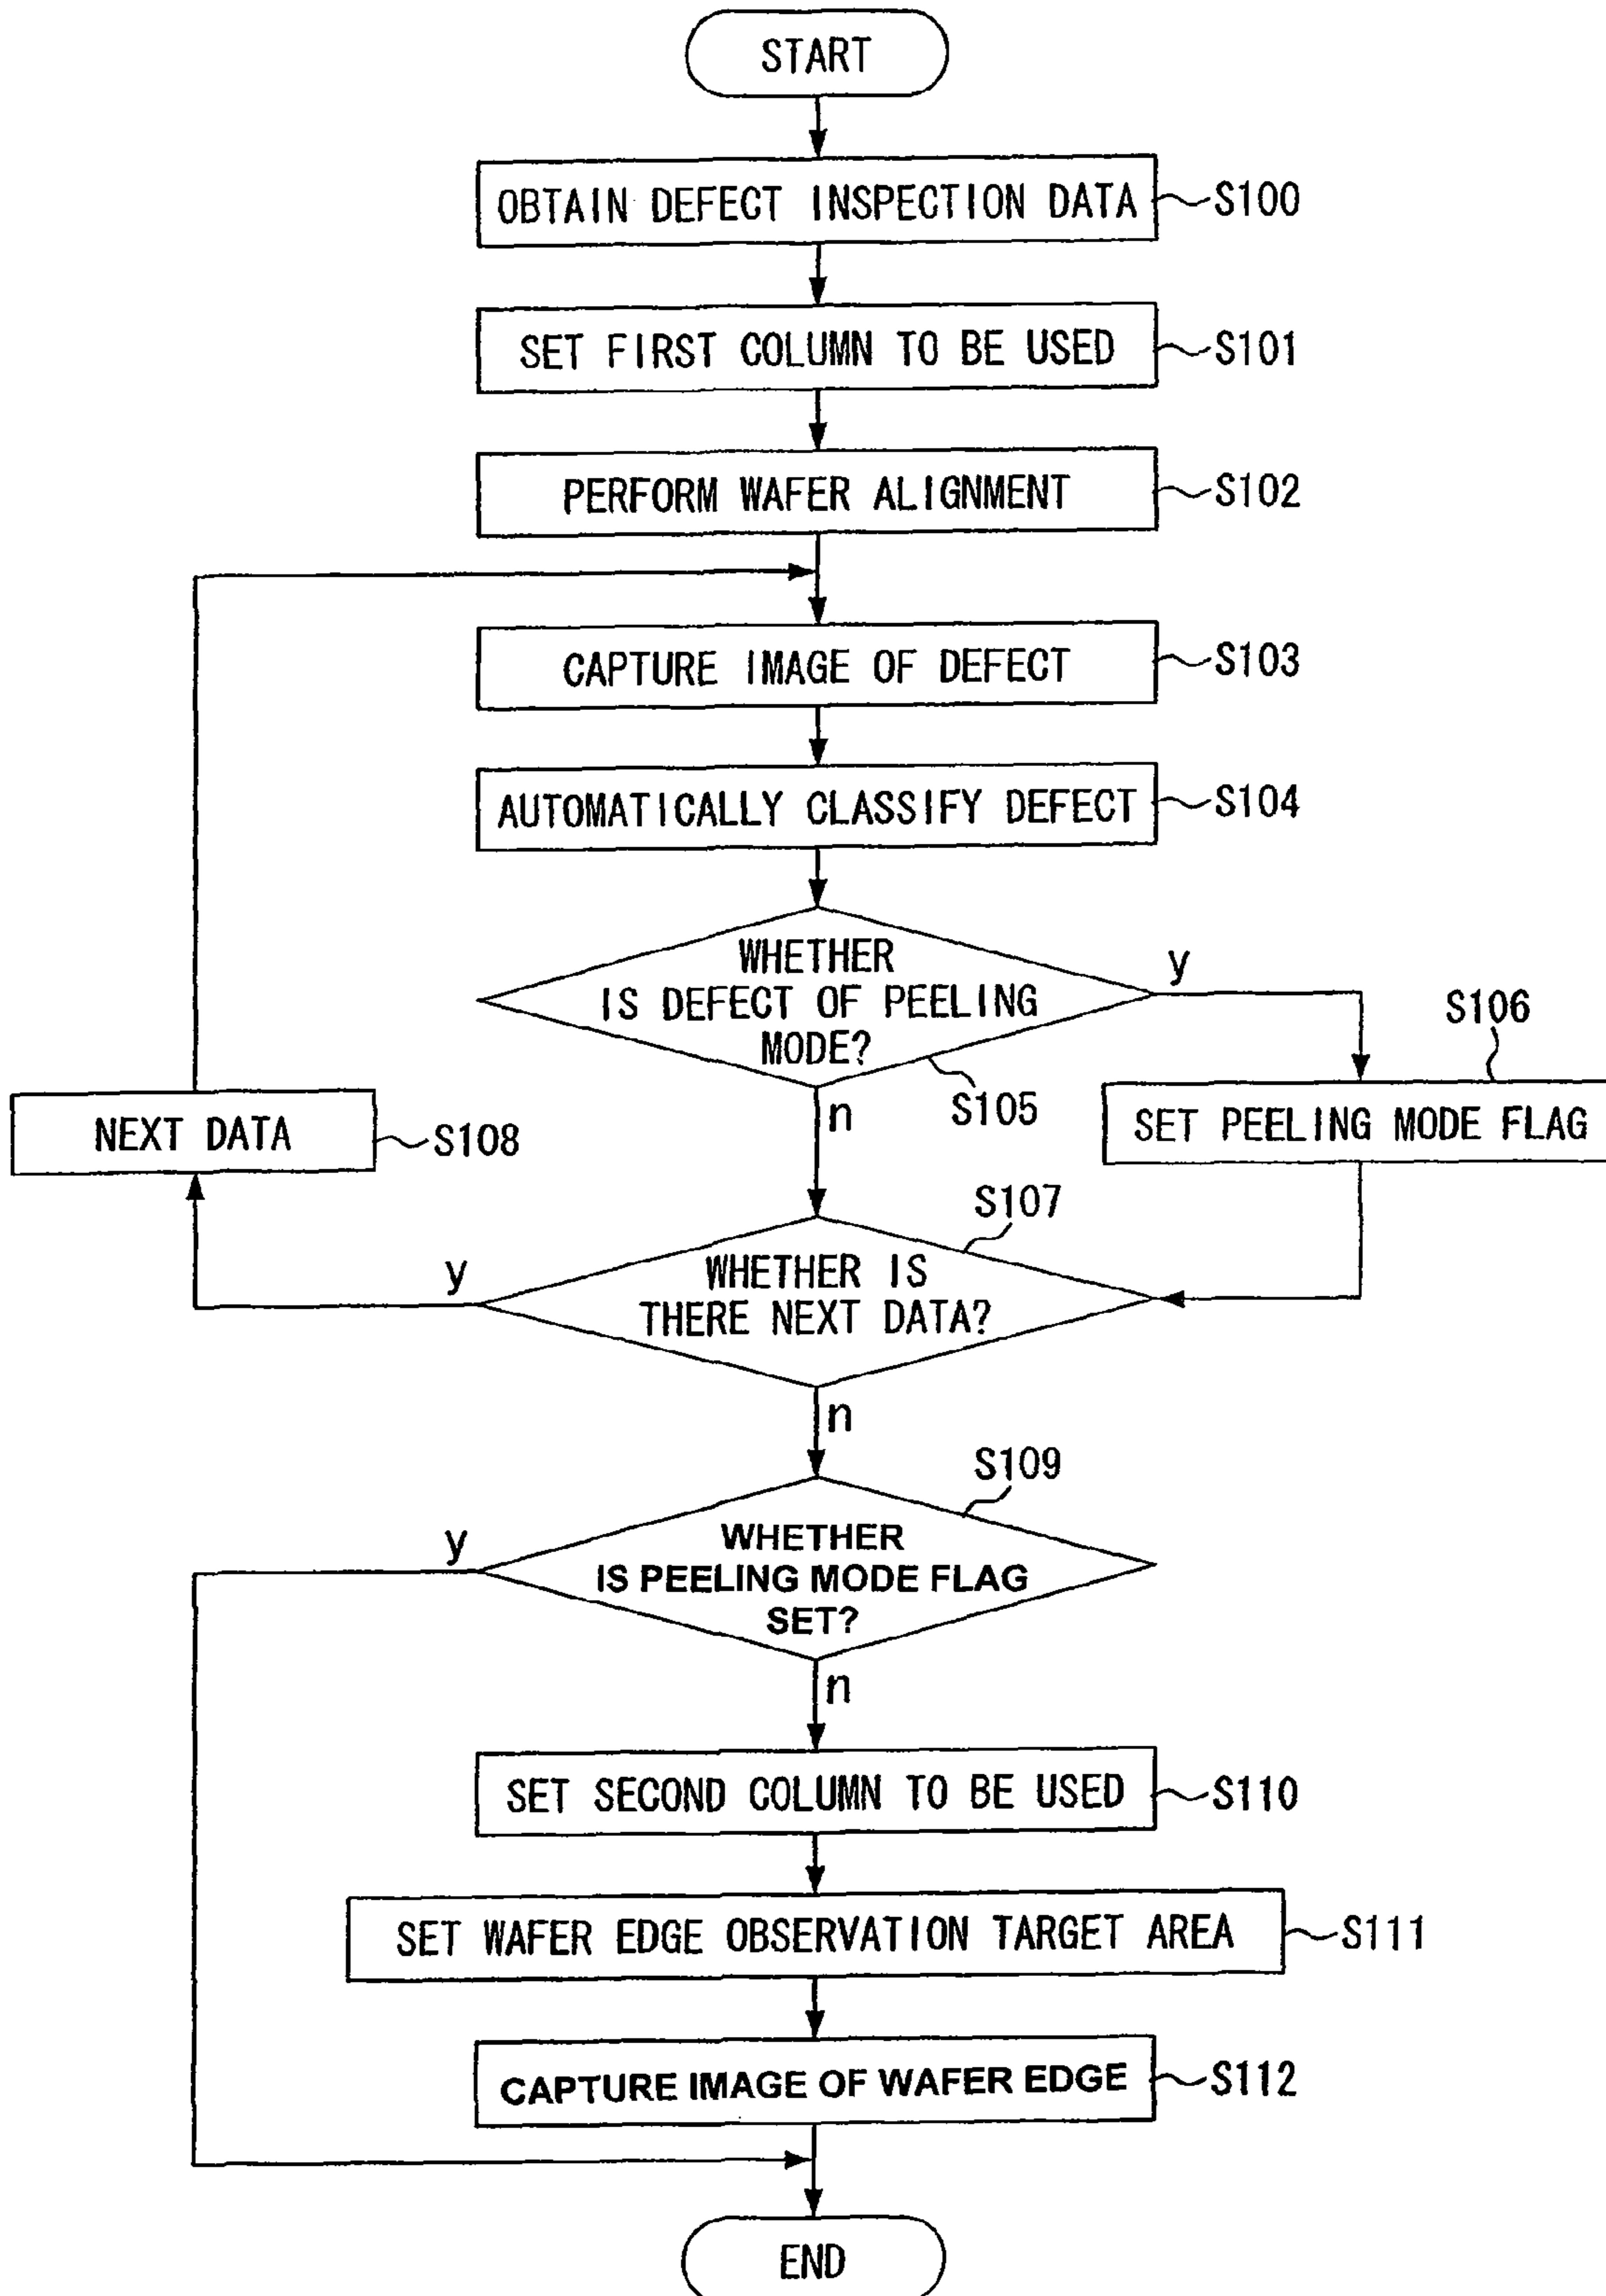 START
OBTAIN DEFECT INSPECTION DATA
S100
SET FIRST COLUMN TO BE USED
S101
PERFORM WAFER ALIGNMENT
S102
CAPTURE IMAGE OF DEFECT
S103
AUTOMATICALLY CLASSIFY DEFECT
S104
WHETHER
IS DEFECT OF PEELING
MODE?
S105
y
n
S106
SET PEELING MODE FLAG
NEXT DATA
S108
S107
WHETHER IS
THERE NEXT DATA?
y
n
S109
WHETHER
IS PEELING MODE FLAG
SET?
y
n
SET SECOND COLUMN TO BE USED
S110
SET WAFER EDGE OBSERVATION TARGET AREA
S111
CAPTURE IMAGE OF WAFER EDGE
S112
END